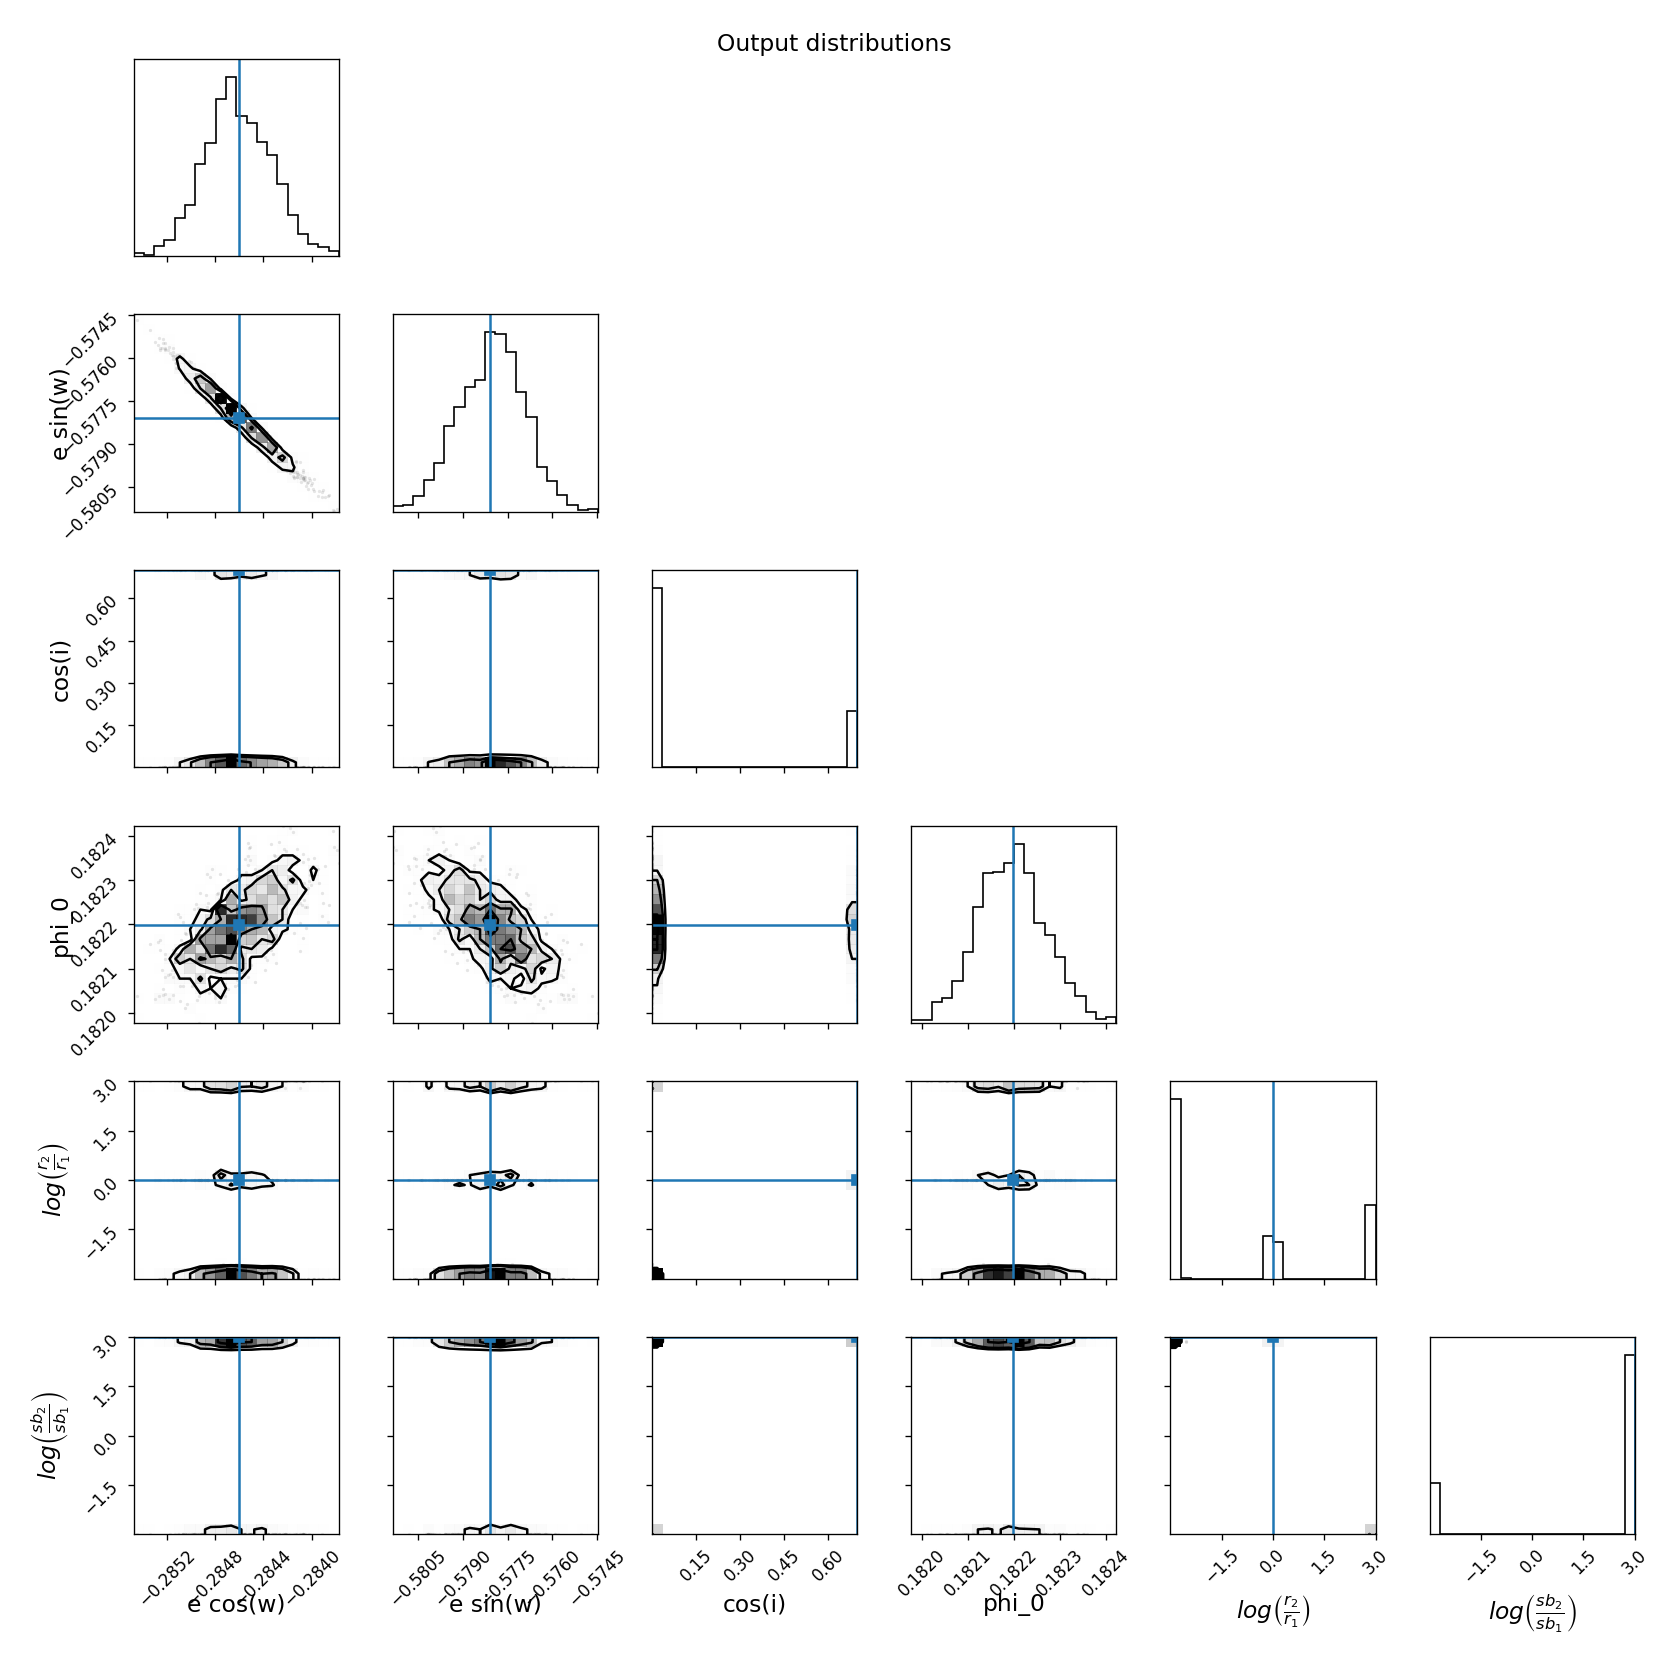 Output distributions
e sin(w)
−0.5745
−0.5760
−0.5775
−0.5790
−0.5805
cos(i)
0.60
0.45
0.30
0.15
phi_0
0.1824
0.1823
0.1822
0.1821
0.1820
log(r2/r1)
3.0
1.5
0.0
−1.5
log(sb2/sb1)
3.0
1.5
0.0
−1.5
−0.2852 −0.2848 −0.2844 −0.2840
−0.5805 −0.5790 −0.5775 −0.5760 −0.5745
0.15 0.30 0.45 0.60
0.1820 0.1821 0.1822 0.1823 0.1824
−1.5 0.0 1.5 3.0
−1.5 0.0 1.5 3.0
e cos(w)
e sin(w)
cos(i)
phi_0
log(r2/r1)
log(sb2/sb1)